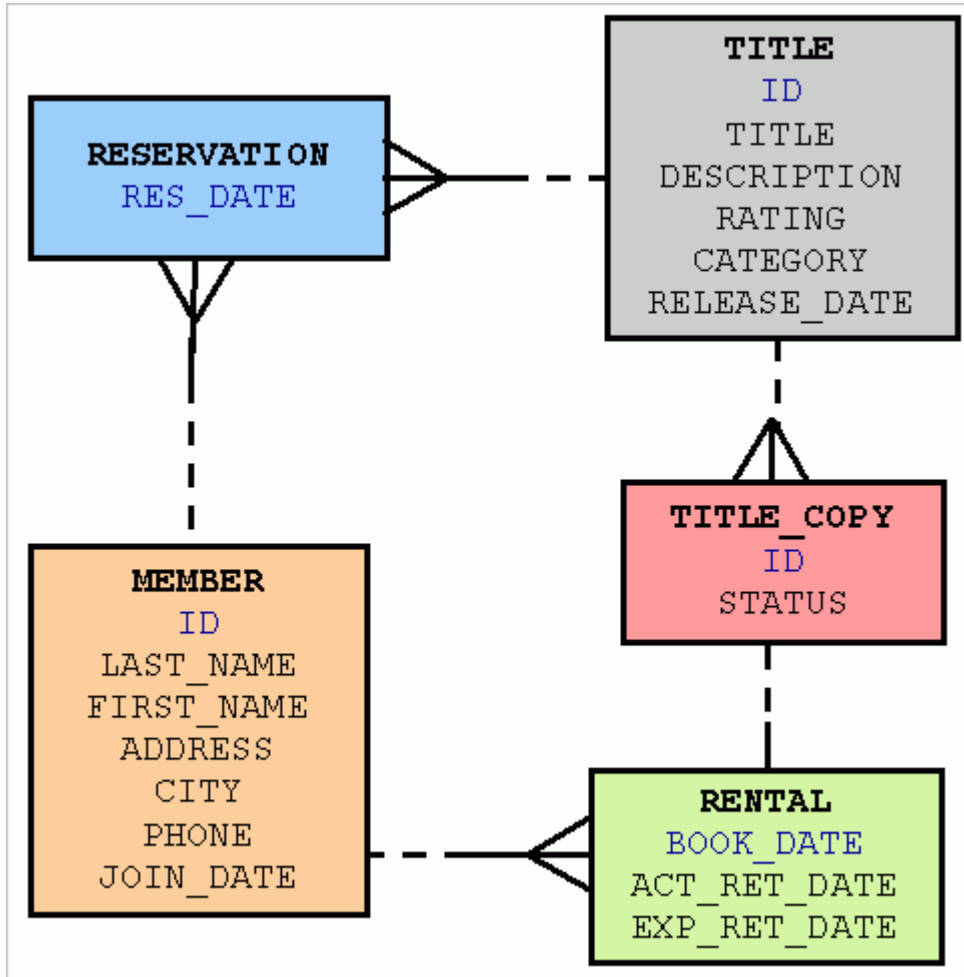 TITLE
ID
TITLE
DESCRIPTION
RATING
CATEGORY
RELEASE_DATE
RESERVATION
RES_DATE
TITLE_COPY
ID
STATUS
MEMBER
ID
LAST_NAME
FIRST_NAME
ADDRESS
CITY
PHONE
JOIN_DATE
RENTAL
BOOK_DATE
ACT_RET_DATE
EXP_RET_DATE